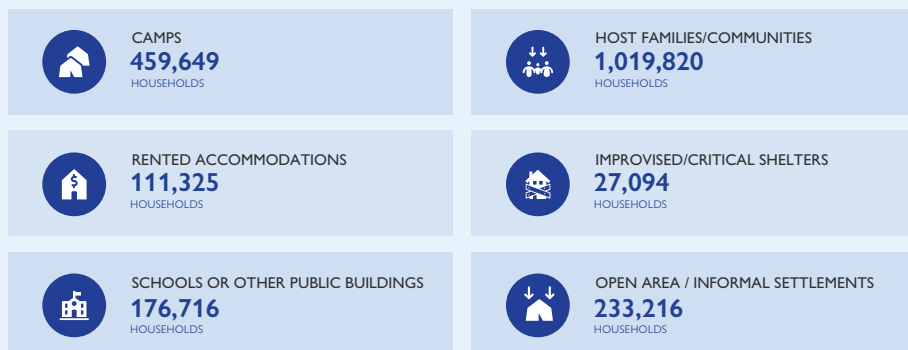 CAMPS
459,649
HOUSEHOLDS
HOST FAMILIES/COMMUNITIES
1,019,820
HOUSEHOLDS
RENTED ACCOMMODATIONS
111,325
HOUSEHOLDS
IMPROVISED/CRITICAL SHELTERS
27,094
HOUSEHOLDS
SCHOOLS OR OTHER PUBLIC BUILDINGS
176,716
HOUSEHOLDS
OPEN AREA / INFORMAL SETTLEMENTS
233,216
HOUSEHOLDS